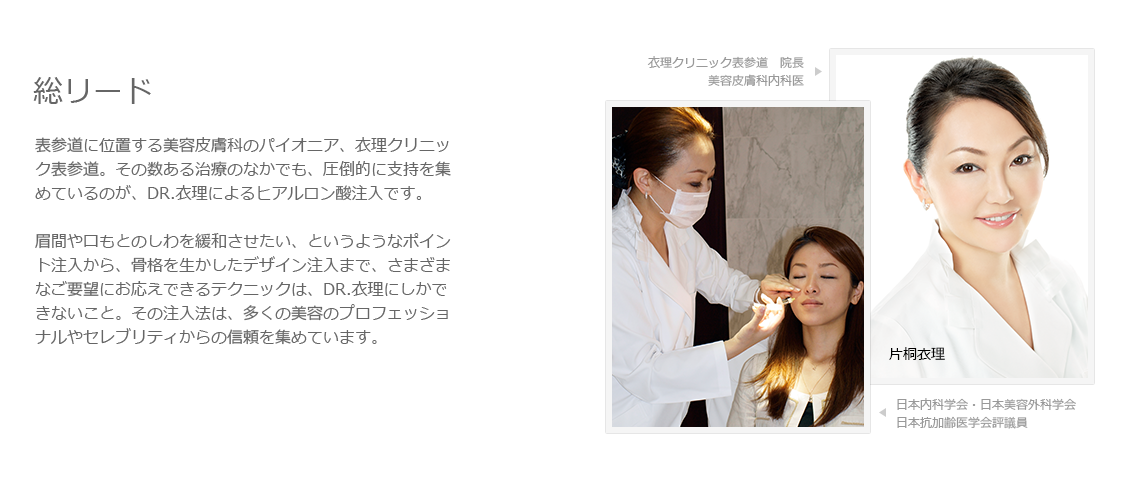 総リード
表参道に位置する美容皮膚科のパイオニア、衣理クリニッ
ク表参道。その数ある治療のなかでも、圧倒的に支持を集
めているのが、DR.衣理によるヒアルロン酸注入です。
眉間や口もとのしわを緩和させたい、というようなポイン
ト注入から、骨格を生かしたデザイン注入まで、さまざま
なご要望にお応えできるテクニックは、DR.衣理にしかで
きないこと。その注入法は、多くの美容のプロフェッショ
ナルやセレブリティからの信頼を集めています。
衣理クリニック表参道　院長
美容皮膚科内科医
片桐衣理
日本内科学会・日本美容外科学会
日本抗加齢医学会評議員